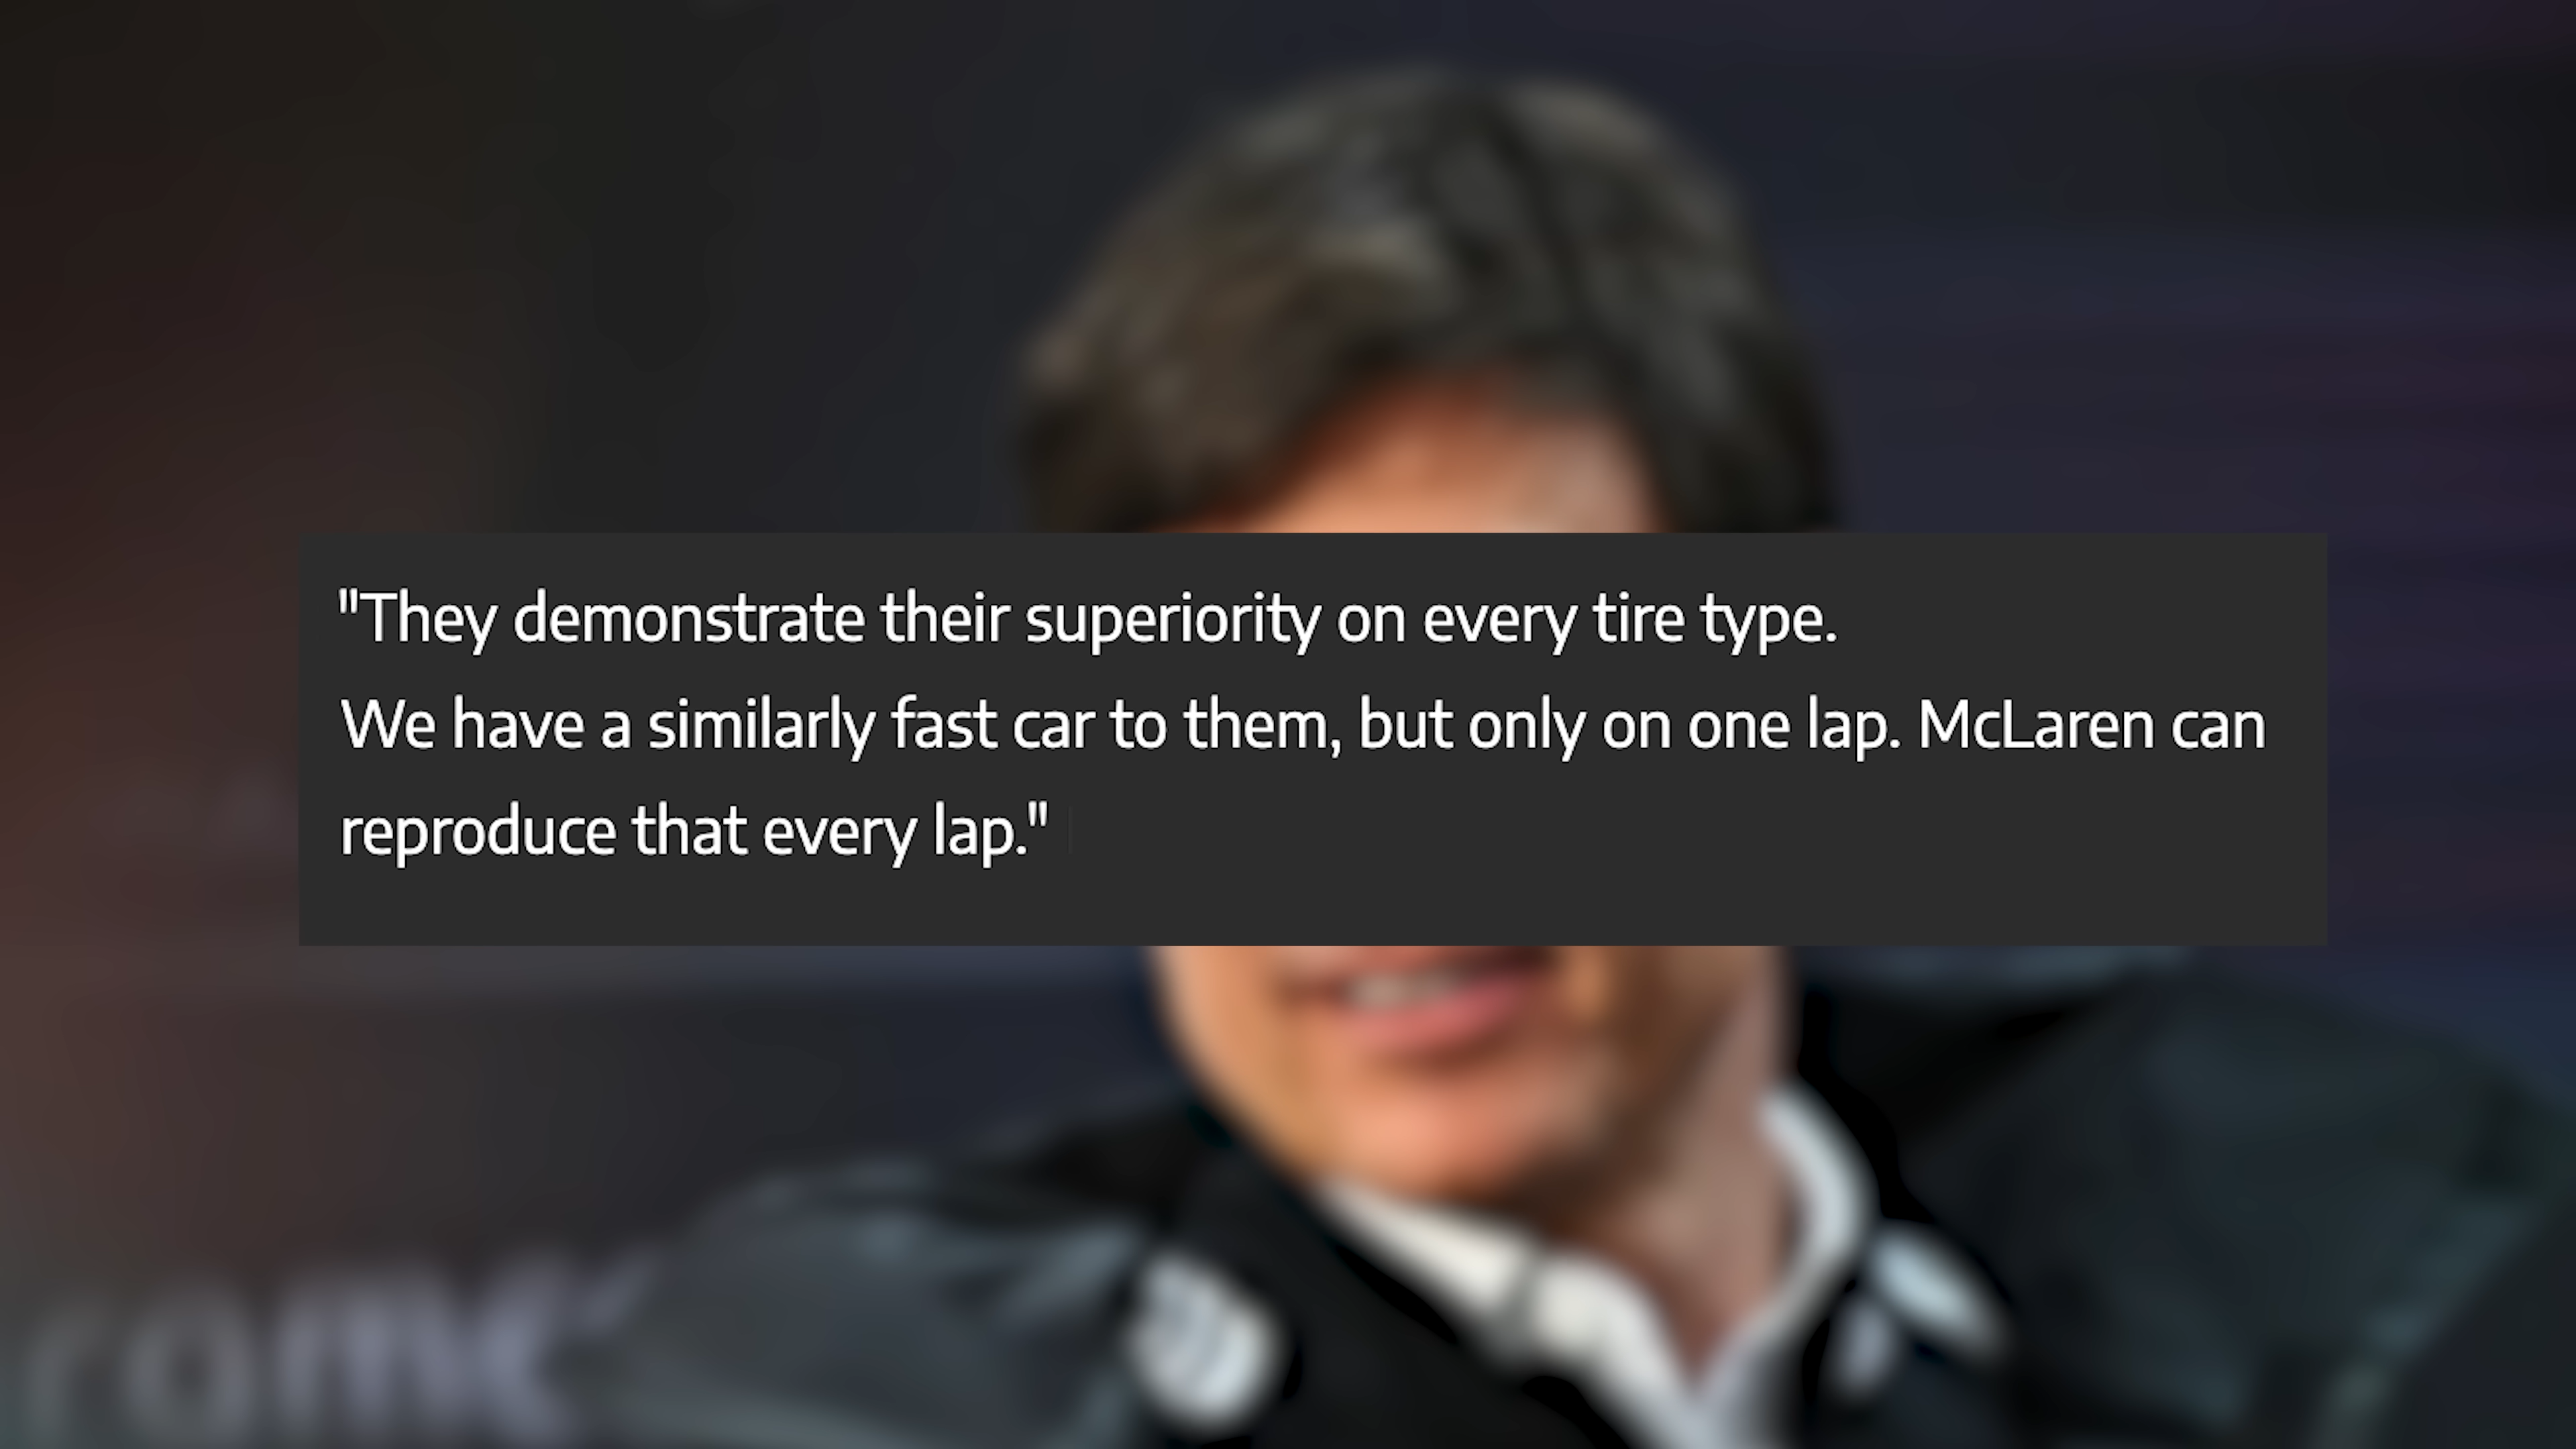 "They demonstrate their superiority on every tire type.
We have a similarly fast car to them, but only on one lap. McLaren can
reproduce that every lap."